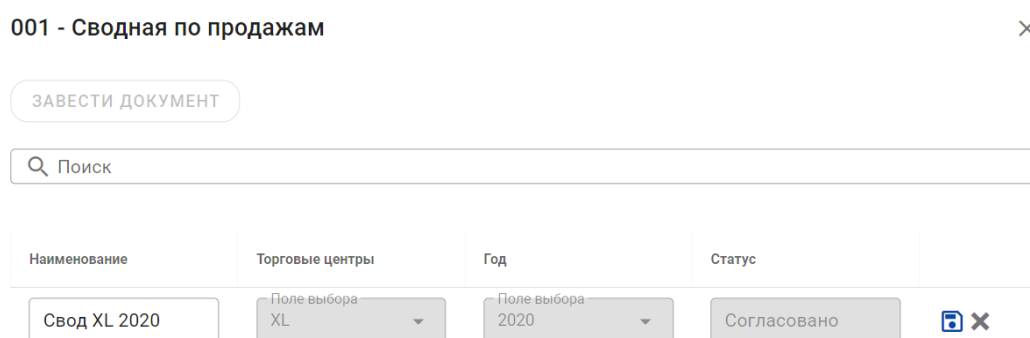 001 - Сводная по продажам
ЗАВЕСТИ ДОКУМЕНТ
Поиск
Наименование Торговые центры Год Статус
Поле выбора Поле выбора
Свод XL 2020 XL 2020 Согласовано